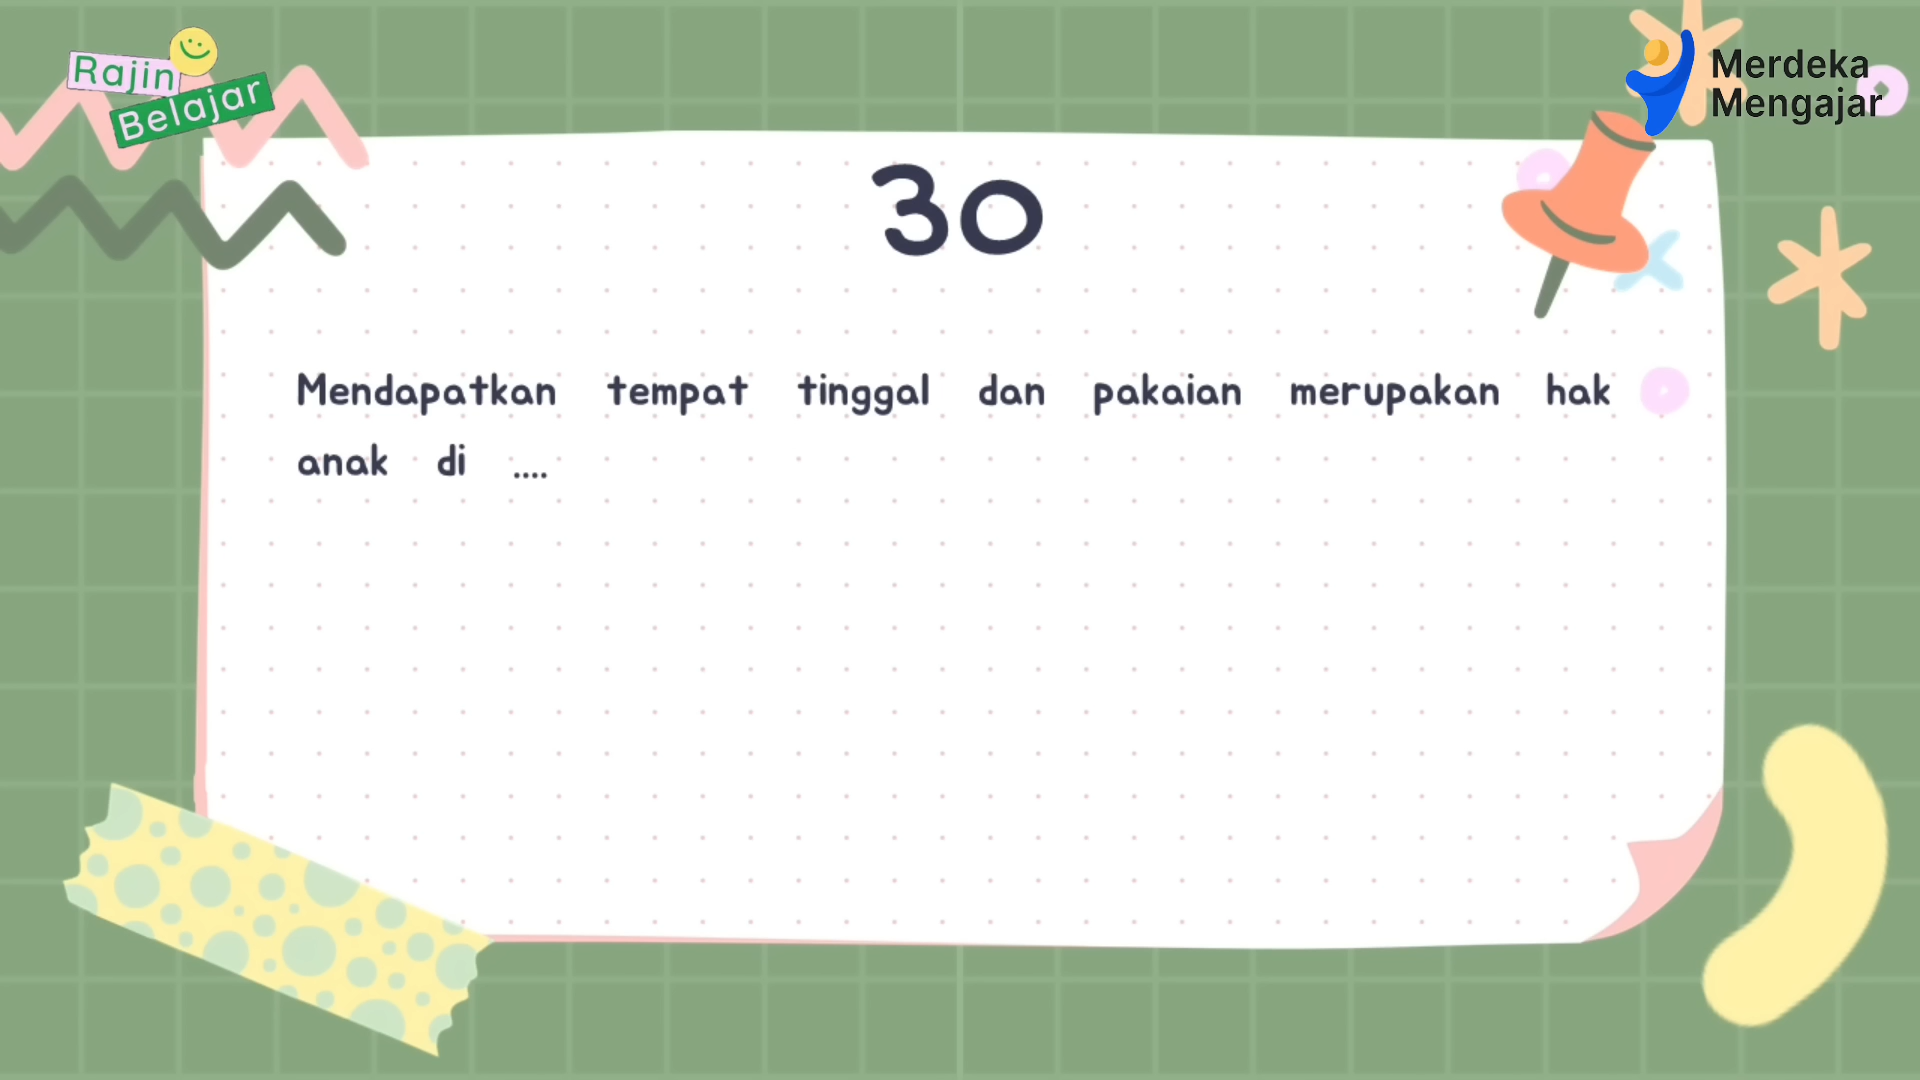 Rajin
Belajar
Merdeka
Mengajar
30
Mendapatkan tempat tinggal dan pakaian merupakan hak
anak di ....